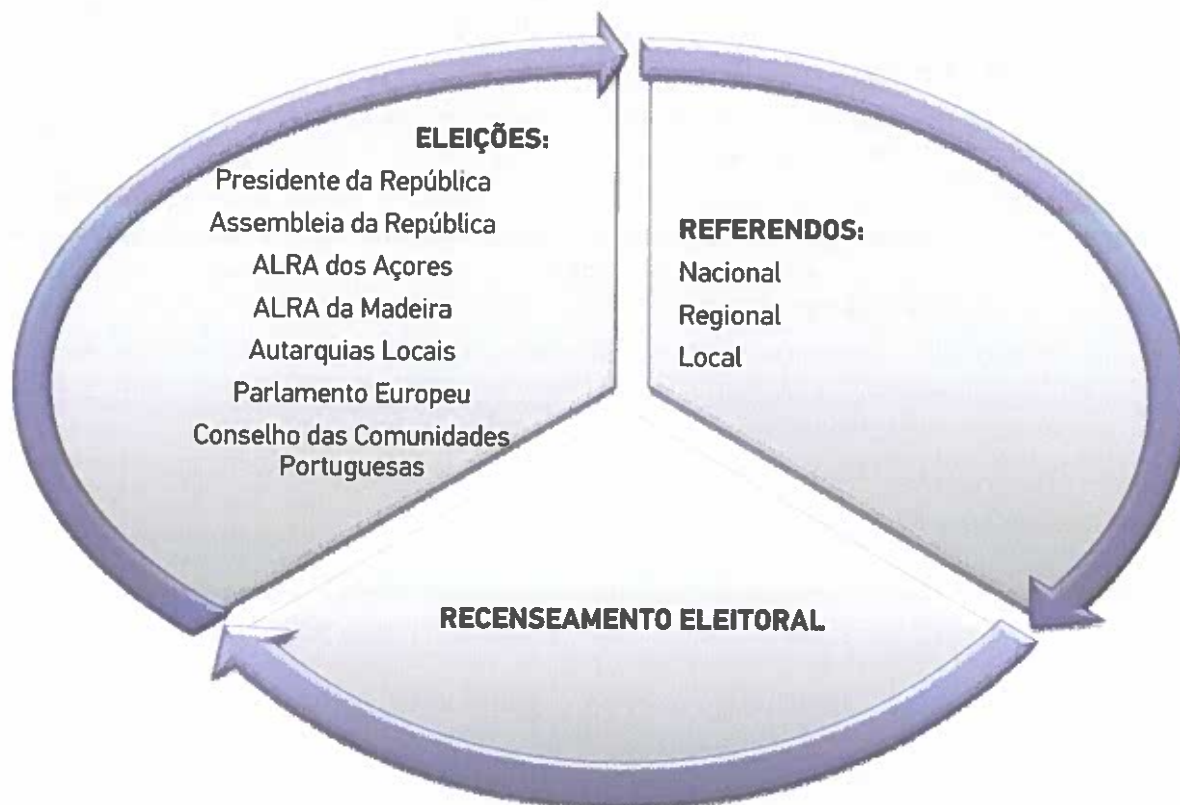 ELEIÇÕES:
Presidente da República
Assembleia da República
ALRA dos Açores
ALRA da Madeira
Autarquias Locais
Parlamento Europeu
Conselho das Comunidades
Portuguesas
REFERENDOS:
Nacional
Regional
Local
RECENSEAMENTO ELEITORAL